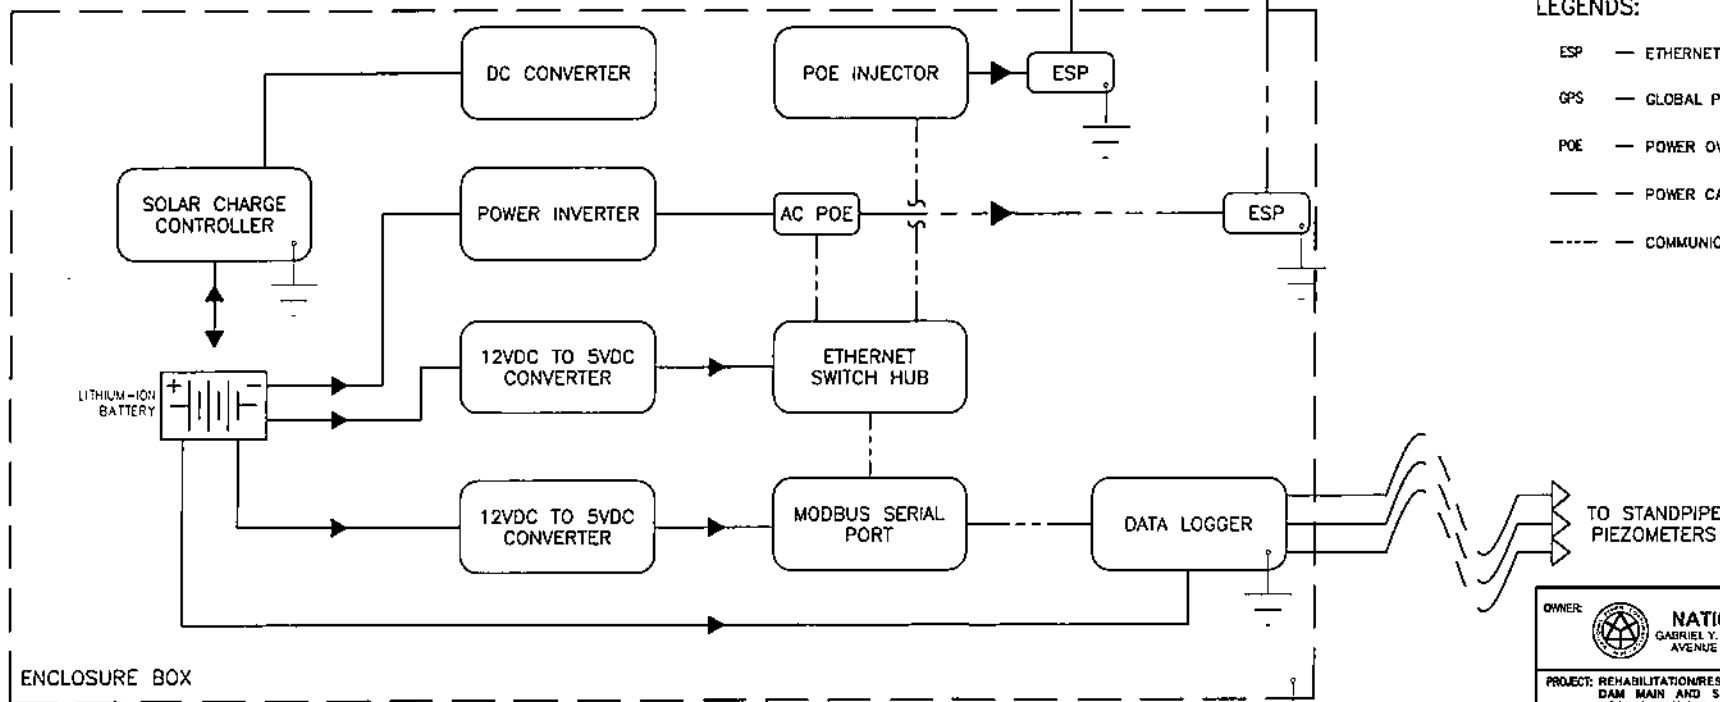 LEGENDS:
ESP — ETHERNET
GPS — GLOBAL P
POE — POWER OV
— POWER CA
— COMMUNIC
DC CONVERTER
POE INJECTOR
ESP
SOLAR CHARGE
CONTROLLER
POWER INVERTER
AC POE
ESP
LITHIUM-ION
BATTERY
+ −
12VDC TO 5VDC
CONVERTER
ETHERNET
SWITCH HUB
12VDC TO 5VDC
CONVERTER
MODBUS SERIAL
PORT
DATA LOGGER
TO STANDPIPE
PIEZOMETERS
ENCLOSURE BOX
OWNER:
NATIO
GABRIEL Y.
AVENUE
PROJECT: REHABILITATION/RES
DAM MAIN AND S